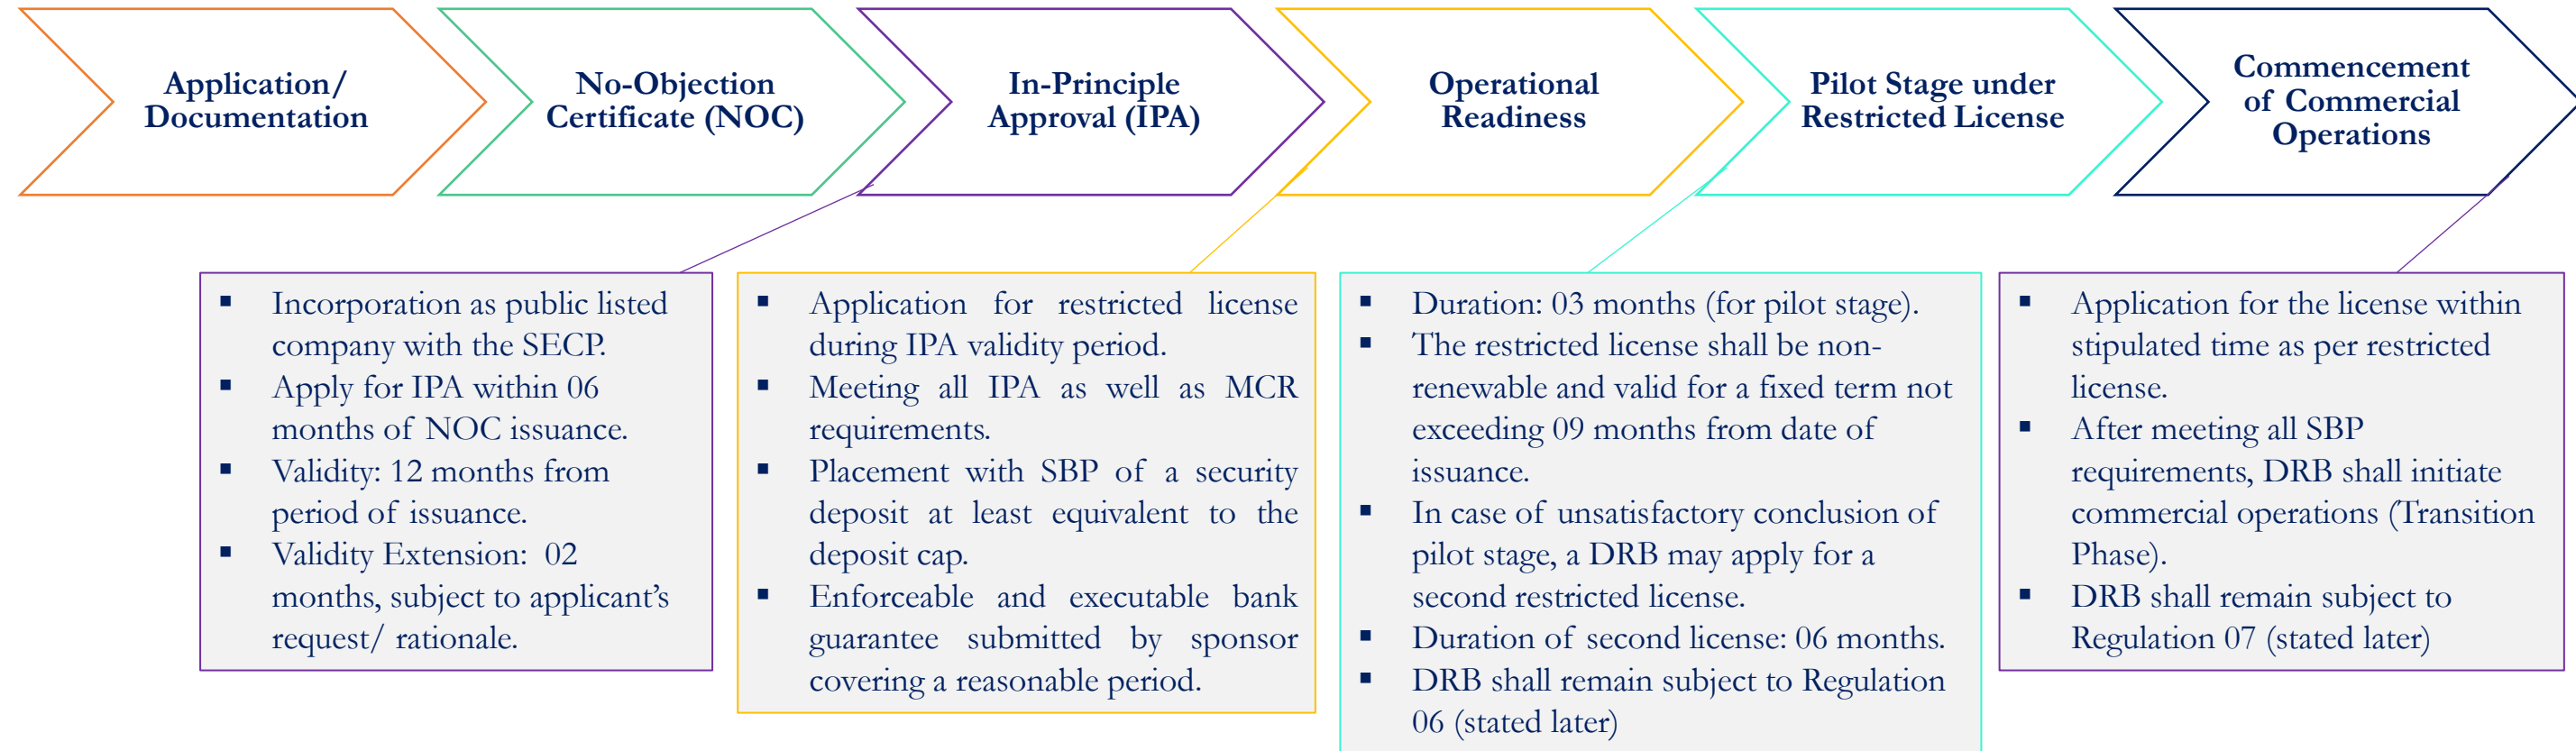 Application/
Documentation
No-Objection
Certificate (NOC)
In-Principle
Approval (IPA)
Operational
Readiness
Pilot Stage under
Restricted License
Commencement
of Commercial
Operations
▪ Incorporation as public listed
company with the SECP.
▪ Apply for IPA within 06
months of NOC issuance.
▪ Validity: 12 months from
period of issuance.
▪ Validity Extension: 02
months, subject to applicant’s
request/ rationale.
▪ Application for restricted license
during IPA validity period.
▪ Meeting all IPA as well as MCR
requirements.
▪ Placement with SBP of a security
deposit at least equivalent to the
deposit cap.
▪ Enforceable and executable bank
guarantee submitted by sponsor
covering a reasonable period.
▪ Duration: 03 months (for pilot stage).
▪ The restricted license shall be non-
renewable and valid for a fixed term not
exceeding 09 months from date of
issuance.
▪ In case of unsatisfactory conclusion of
pilot stage, a DRB may apply for a
second restricted license.
▪ Duration of second license: 06 months.
▪ DRB shall remain subject to Regulation
06 (stated later)
▪ Application for the license within
stipulated time as per restricted
license.
▪ After meeting all SBP
requirements, DRB shall initiate
commercial operations (Transition
Phase).
▪ DRB shall remain subject to
Regulation 07 (stated later)